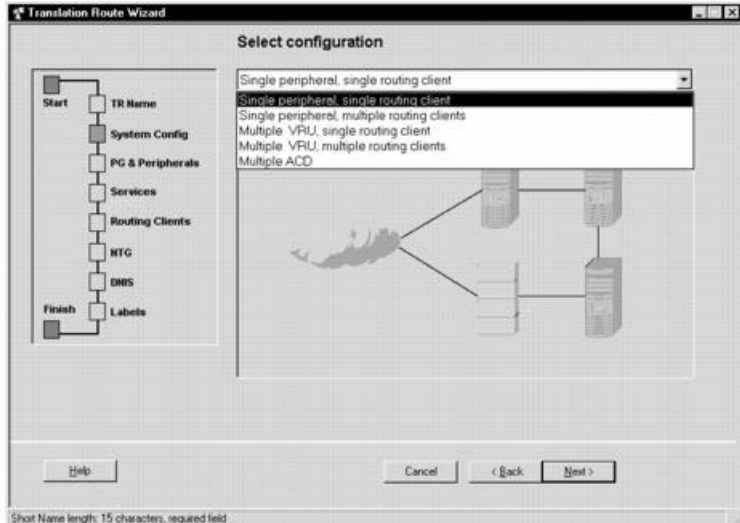 Translation Route Wizard
Select configuration
Single peripheral, single routing client
Single peripheral, single routing client
Single peripheral, multiple routing clients
Multiple VRU, single routing client
Multiple VRU, multiple routing clients
Multiple ACD
Start
TR Name
System Config
PG & Peripherals
Services
Routing Clients
NTG
DNIS
Finish
Labels
Help
Cancel
< Back
Next >
Short Name length: 15 characters, required field